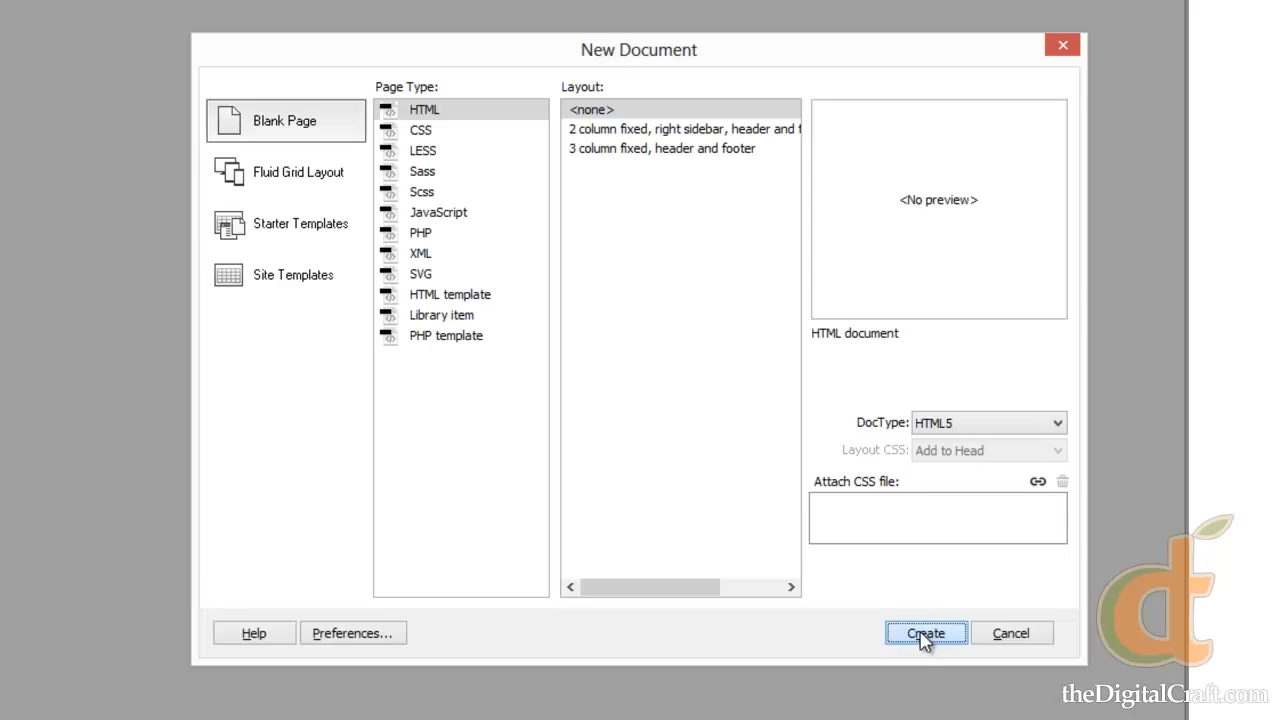 New Document
Page Type:
Layout:
Blank Page
Fluid Grid Layout
Starter Templates
Site Templates
HTML
CSS
LESS
Sass
Scss
JavaScript
PHP
XML
SVG
HTML template
Library item
PHP template
<none>
2 column fixed, right sidebar, header and f
3 column fixed, header and footer
<No preview>
HTML document
DocType: HTML5
Layout CSS: Add to Head
Attach CSS file:
Help
Preferences...
Create
Cancel
dt
theDigitalCraft.com